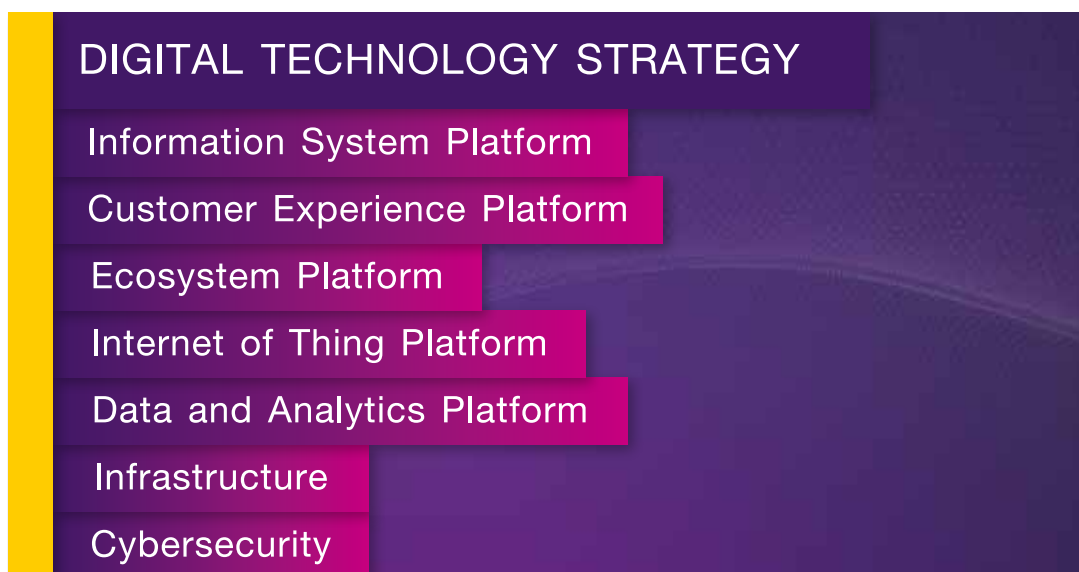 DIGITAL TECHNOLOGY STRATEGY
Information System Platform
Customer Experience Platform
Ecosystem Platform
Internet of Thing Platform
Data and Analytics Platform
Infrastructure
Cybersecurity